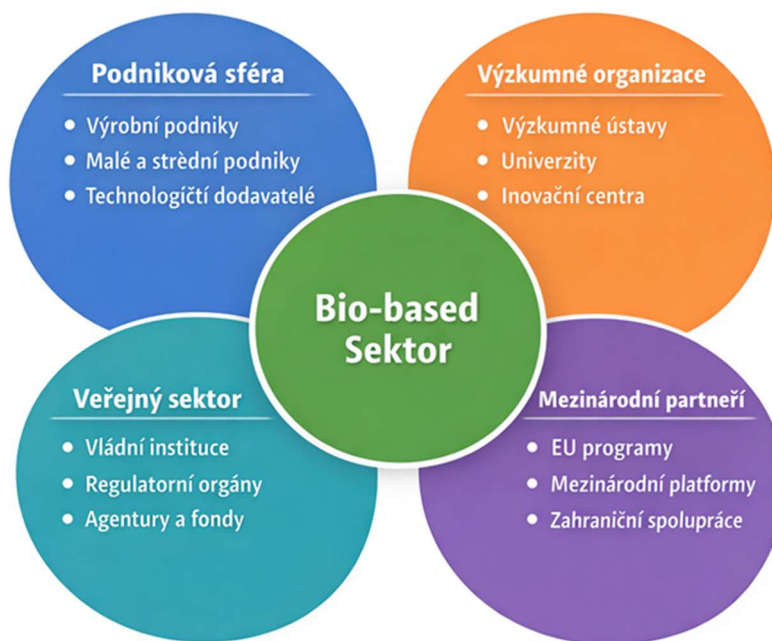 Podniková sféra
Výrobní podniky
Malé a strèdní podniky
Technologíčtí dodavatelé
Výzkumné organizace
Výzkumné ústavy
Univerzity
Inovační centra
Bio-based
Sektor
Veřejný sektor
Vládní instituce
Regulatorní orgány
Agentury a fondy
Mezinárodní partneří
EU programy
Mezinárodní platformy
Zahraniční spolupráce